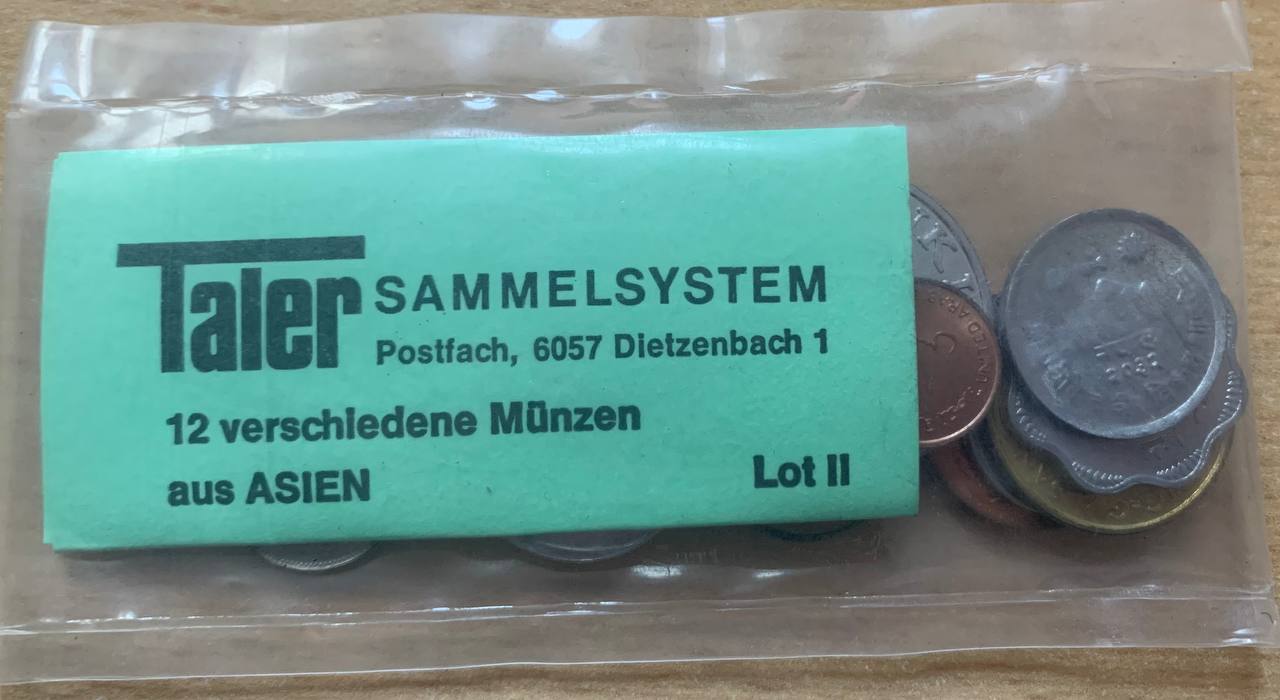 Taler SAMMELSYSTEM
Postfach, 6057 Dietzenbach 1
12 verschiedene Münzen
aus ASIEN
Lot II